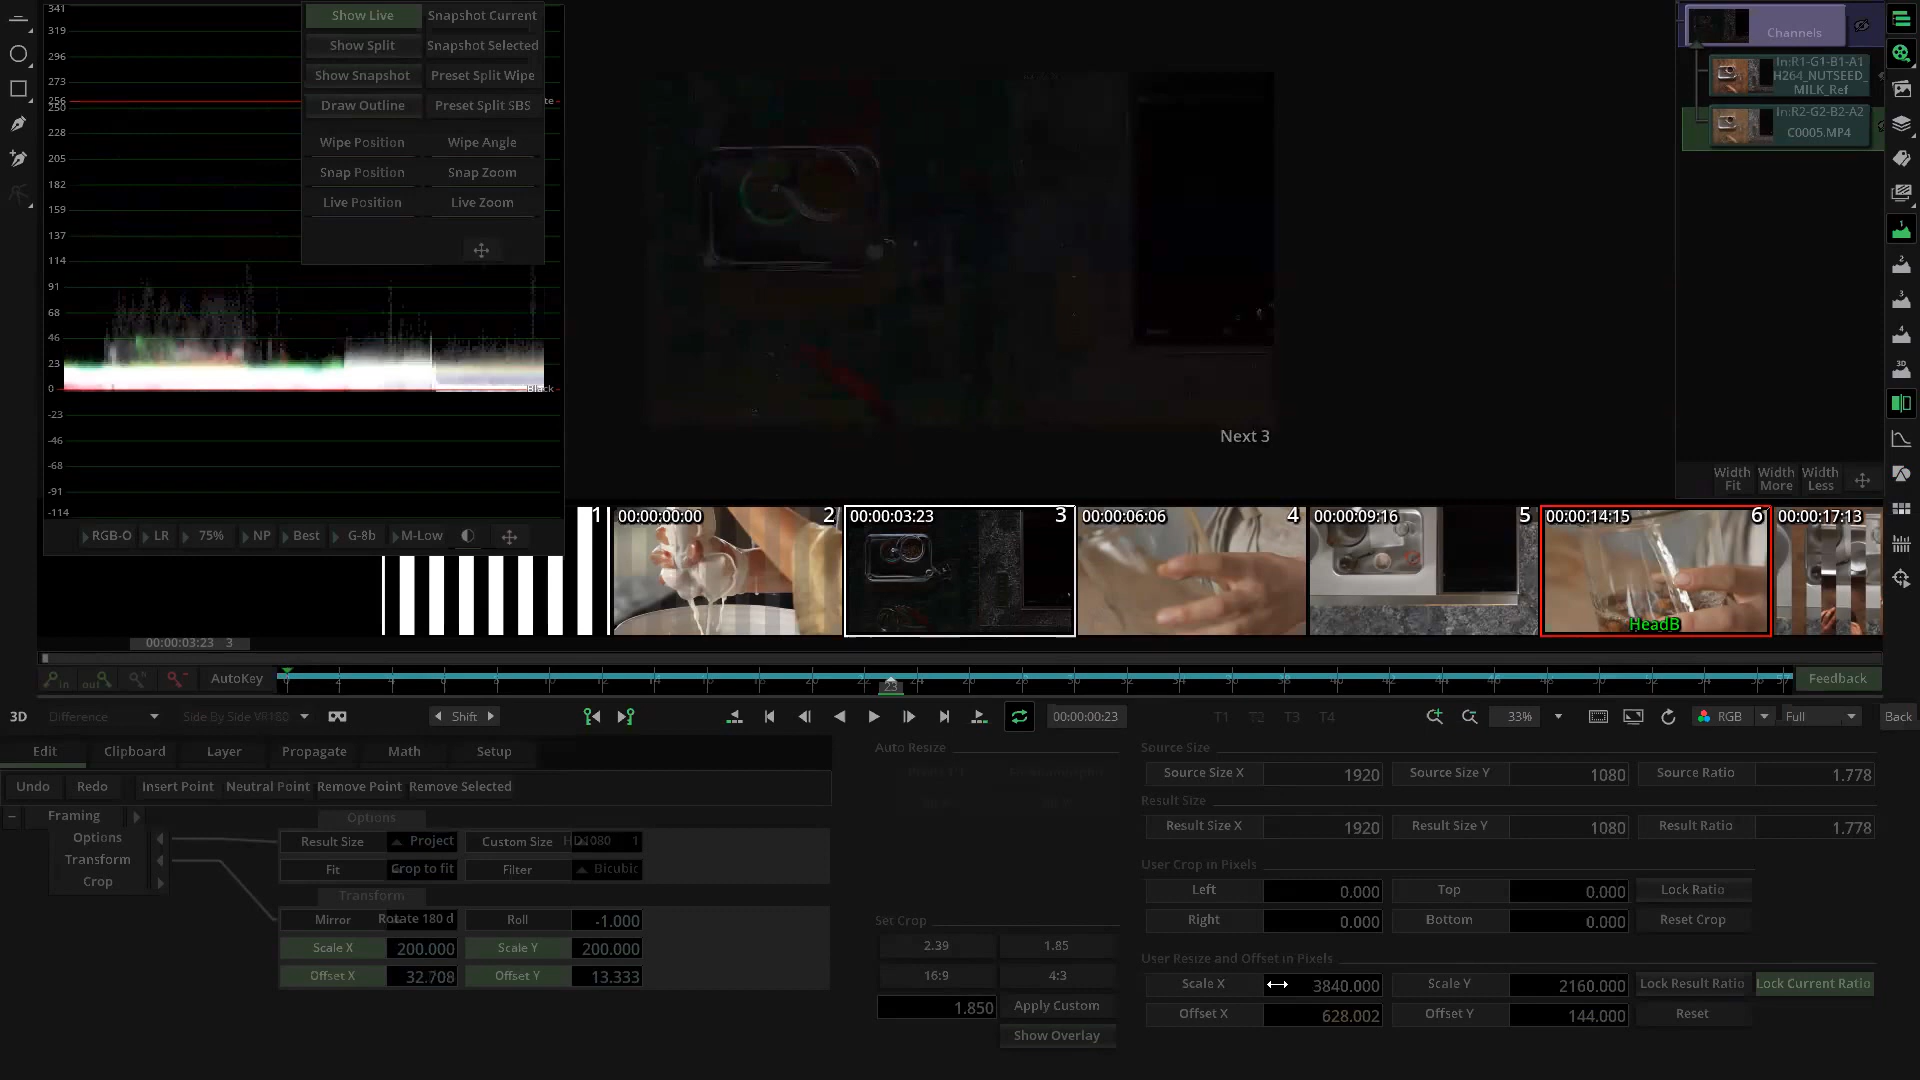 341
319
296
273
256
250
228
205
182
159
137
114
91
68
46
23
0
-23
-46
-68
-91
-114
Black
Show Live Snapshot Current
Show Split Snapshot Selected
Show Snapshot Preset Split Wipe
Draw Outline Preset Split SBS
Wipe Position Wipe Angle
Snap Position Snap Zoom
Live Position Live Zoom
RGB-O LR 75% NP Best G-8b M-Low
Next 3
Channels
In:R1-G1-B1-A1
H264_NUTSEED_
MILK_Ref
In:R2-G2-B2-A2
C0005.MP4
Width Fit Width More Width Less
1
2
3
4
3D
1 00:00:00:00 2 00:00:03:23 3 00:00:06:06 4 00:00:09:16 5 00:00:14:15 6 00:00:17:13
HeadB
00:00:03:23 3
in out AutoKey 23 Feedback
3D Difference Side By Side VR180 Shift 00:00:00:23 T1 T2 T3 T4 33% RGB Full Back
Edit Clipboard Layer Propagate Math Setup
Undo Redo Insert Point Neutral Point Remove Point Remove Selected
Framing
Options
Transform
Crop
Options
Result Size Project Custom Size HD1080 1
Fit Crop to fit Filter Bicubic
Transform
Mirror Rotate 180 d Roll -1.000
Scale X 200.000 Scale Y 200.000
Offset X 32.708 Offset Y 13.333
Auto Resize
Set Crop
2.39 1.85
16:9 4:3
1.850 Apply Custom
Show Overlay
Source Size
Source Size X 1920 Source Size Y 1080 Source Ratio 1.778
Result Size
Result Size X 1920 Result Size Y 1080 Result Ratio 1.778
User Crop in Pixels
Left 0.000 Top 0.000 Lock Ratio
Right 0.000 Bottom 0.000 Reset Crop
User Resize and Offset in Pixels
Scale X 3840.000 Scale Y 2160.000 Lock Result Ratio Lock Current Ratio
Offset X 628.002 Offset Y 144.000 Reset